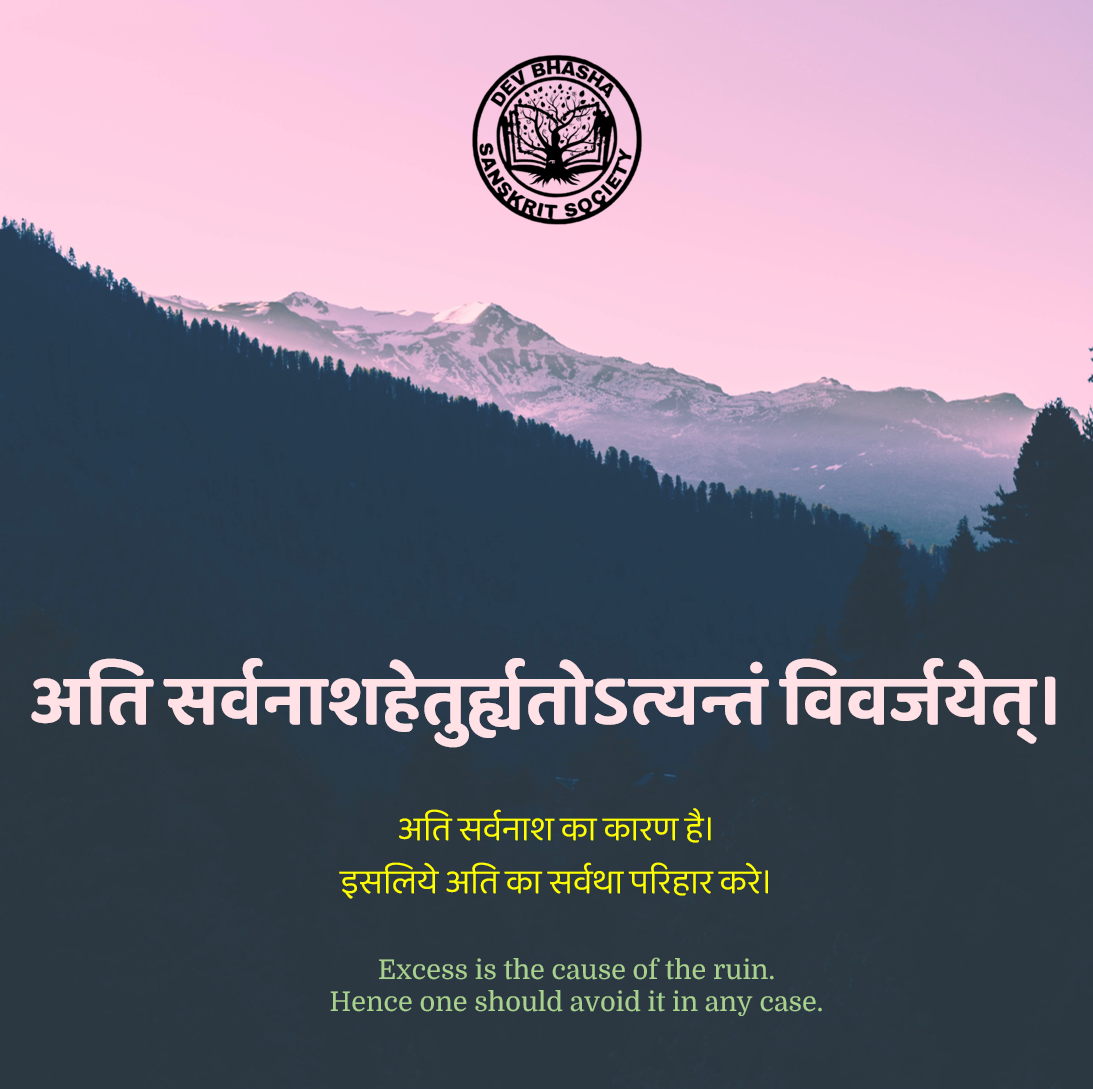 DEV BHASHA
SANSKRIT SOCIETY
अति सर्वनाशहेतुर्ह्यतोऽत्यन्तं विवर्जयेत्।
अति सर्वनाश का कारण है।
इसलिये अति का सर्वथा परिहार करे।
Excess is the cause of the ruin.
Hence one should avoid it in any case.